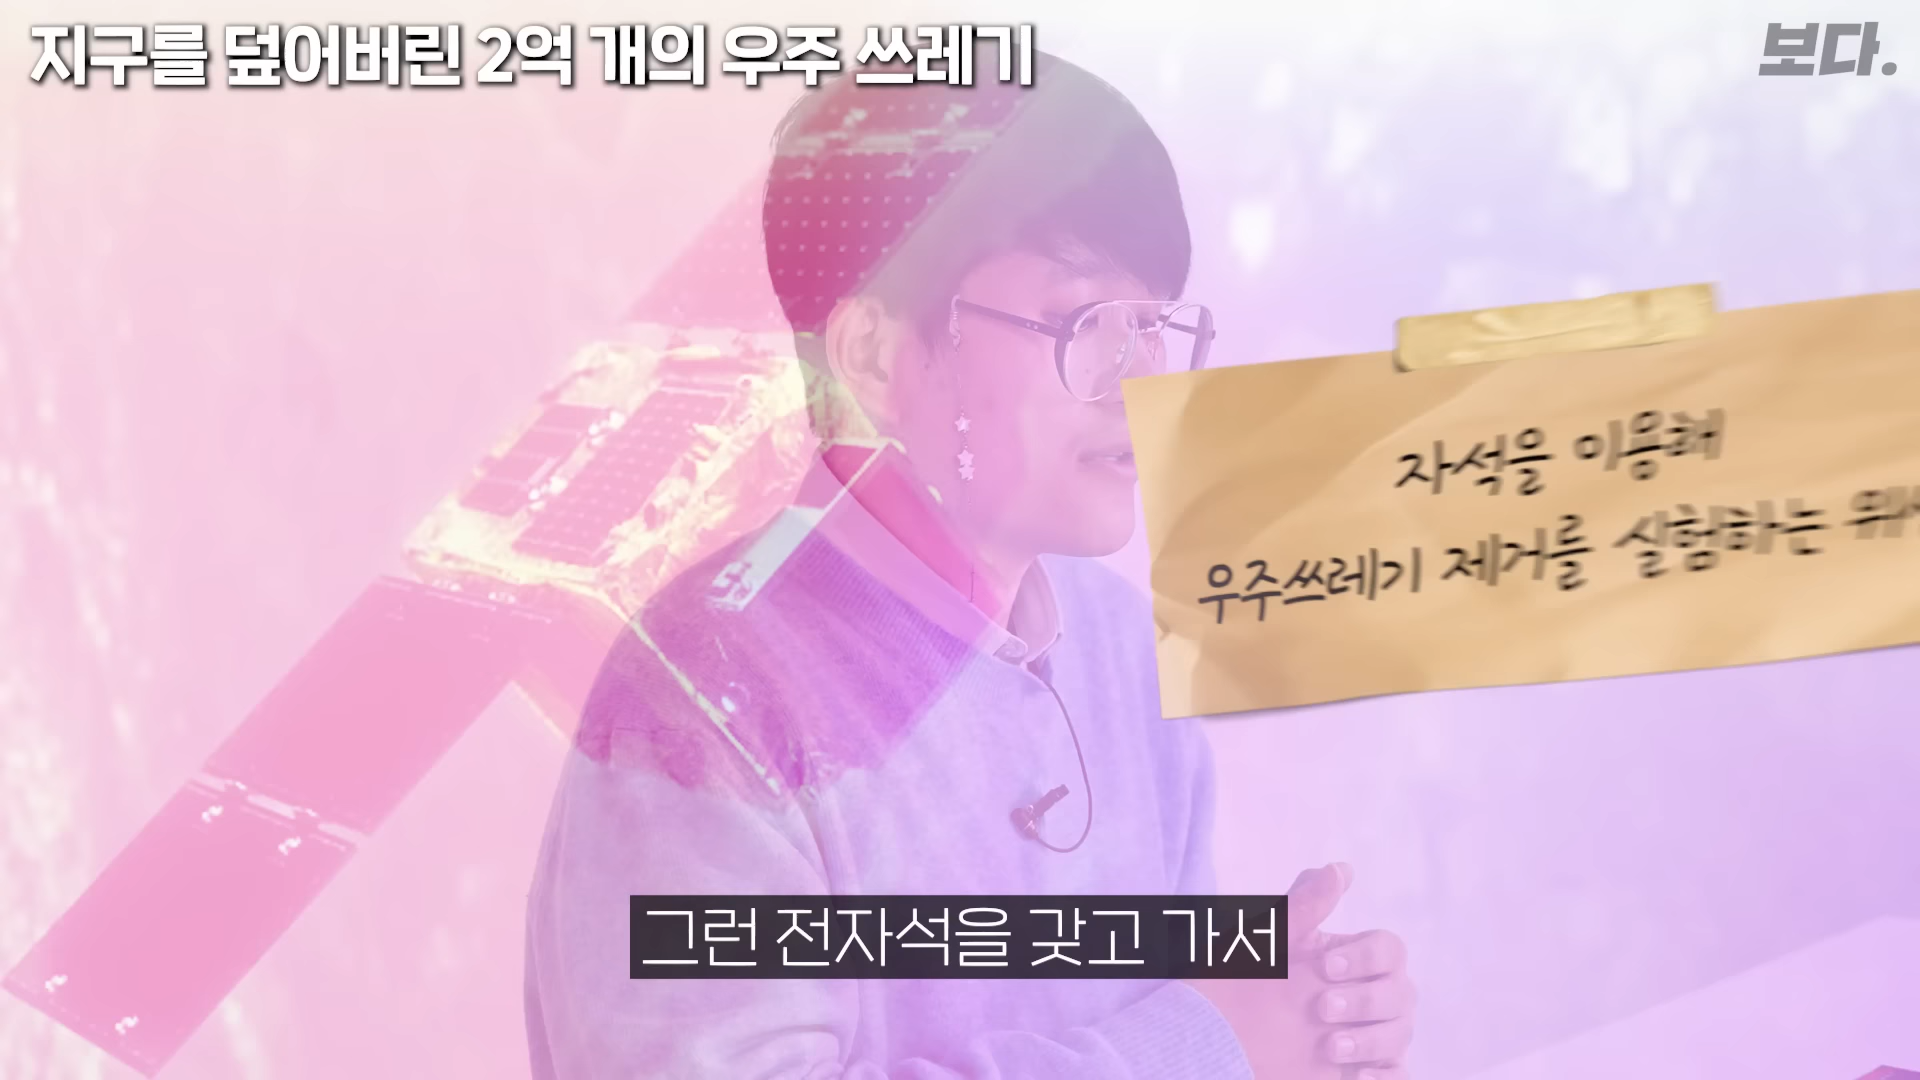 지구를 덮어버린 2억 개의 우주 쓰레기
보다.
자석을 이용해
우주쓰레기 제거를 실험하는
그런 전자석을 갖고 가서